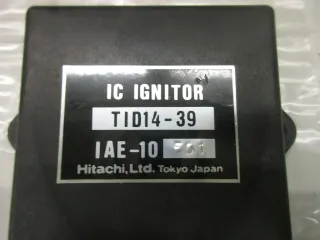 IC IGNITOR
TID14-39
IAE-10
Hitachi, Ltd. Tokyo Japan